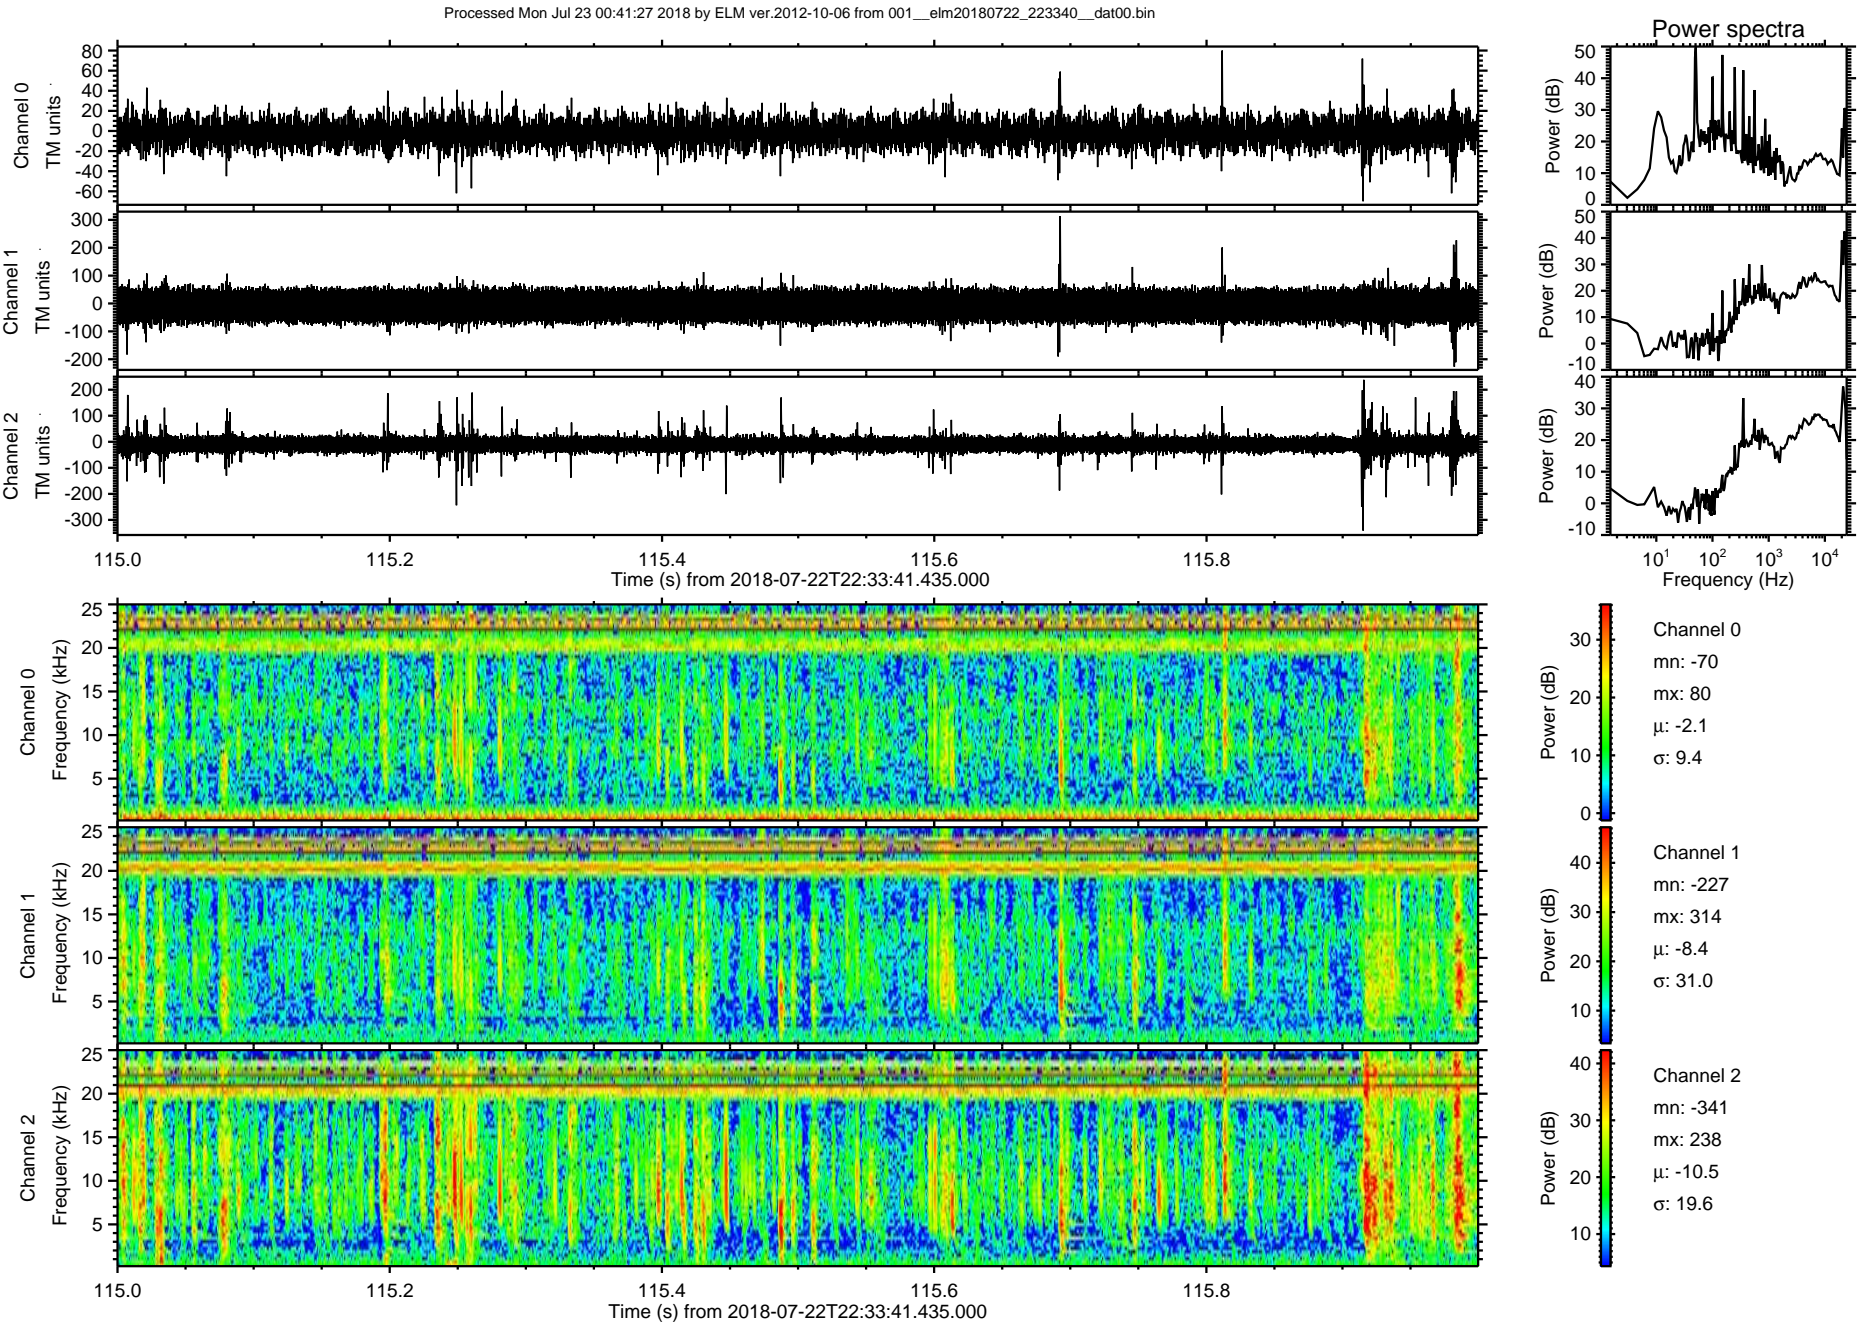 Processed Mon Jul 23 00:41:27 2018 by ELM ver.2012-10-06 from 001__elm20180722_223340__dat00.bin
Power spectra
Channel 0
TM units
80
60
40
20
0
-20
-40
-60
Power (dB)
50
40
30
20
10
0
Channel 1
TM units
300
200
100
0
-100
-200
Power (dB)
50
40
30
20
10
0
-10
Channel 2
TM units
200
100
0
-100
-200
-300
Power (dB)
40
30
20
10
0
-10
115.0 115.2 115.4 115.6 115.8
Time (s) from 2018-07-22T22:33:41.435.000
10^1 10^2 10^3 10^4
Frequency (Hz)
Channel 0
Frequency (kHz)
25
20
15
10
5
Power (dB)
30
20
10
0
Channel 0
mn: -70
mx: 80
μ: -2.1
σ: 9.4
Channel 1
Frequency (kHz)
25
20
15
10
5
Power (dB)
40
30
20
10
Channel 1
mn: -227
mx: 314
μ: -8.4
σ: 31.0
Channel 2
Frequency (kHz)
25
20
15
10
5
Power (dB)
40
30
20
10
Channel 2
mn: -341
mx: 238
μ: -10.5
σ: 19.6
115.0 115.2 115.4 115.6 115.8
Time (s) from 2018-07-22T22:33:41.435.000